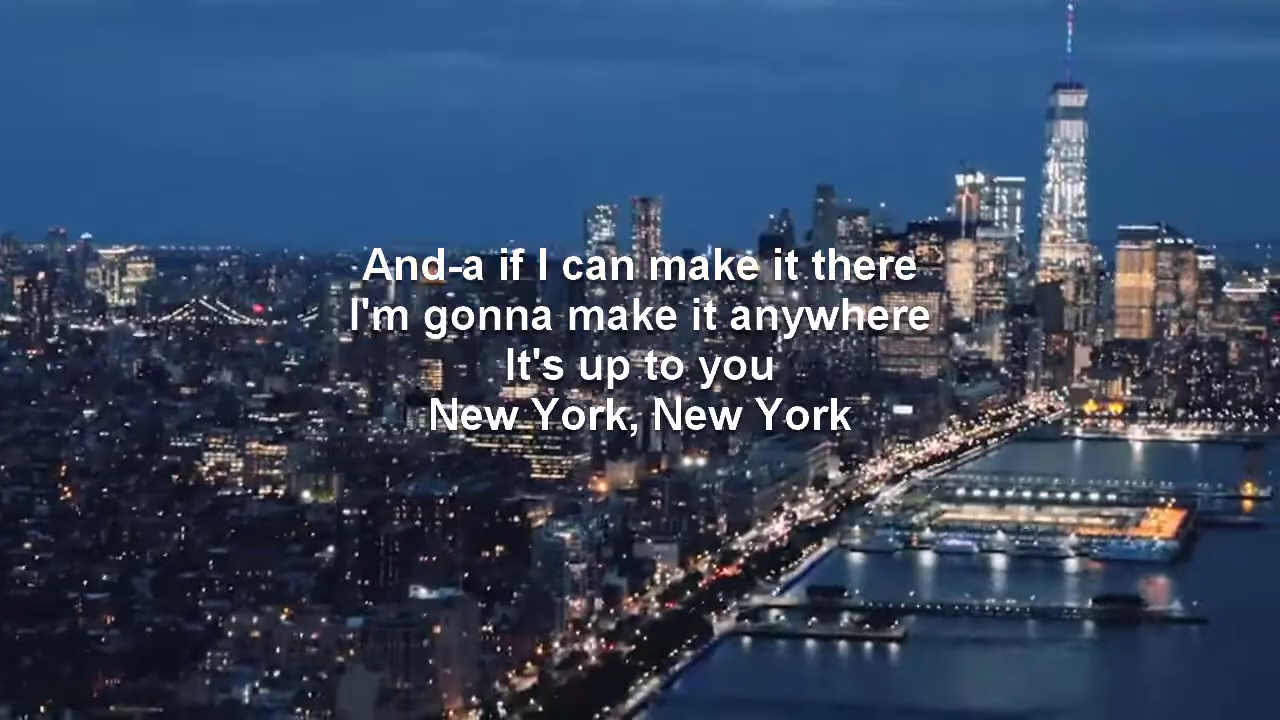 And-a if I can make it there
I'm gonna make it anywhere
It's up to you
New York, New York